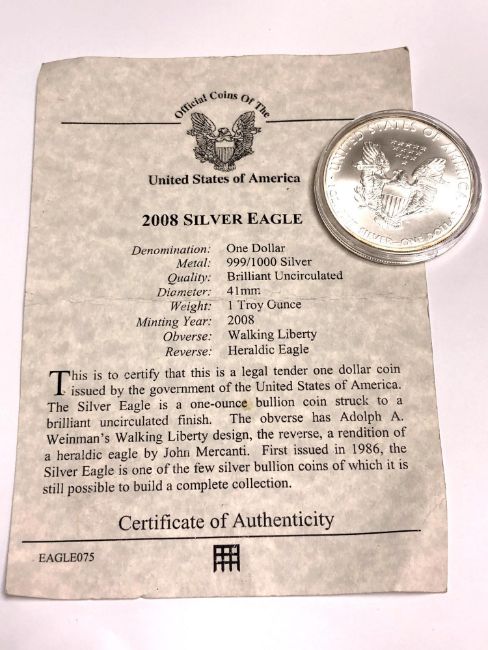 Official Coins Of The
United States of America
2008 SILVER EAGLE
Denomination: One Dollar
Metal: 999/1000 Silver
Quality: Brilliant Uncirculated
Diameter: 41mm
Weight: 1 Troy Ounce
Minting Year: 2008
Obverse: Walking Liberty
Reverse: Heraldic Eagle
This is to certify that this is a legal tender one dollar coin
issued by the government of the United States of America.
The Silver Eagle is a one-ounce bullion coin struck to a
brilliant uncirculated finish. The obverse has Adolph A.
Weinman's Walking Liberty design, the reverse, a rendition of
a heraldic eagle by John Mercanti. First issued in 1986, the
Silver Eagle is one of the few silver bullion coins of which it is
still possible to build a complete collection.
Certificate of Authenticity
EAGLE075
UNITED STATES OF AMERICA
SILVER~ONE DOLLAR